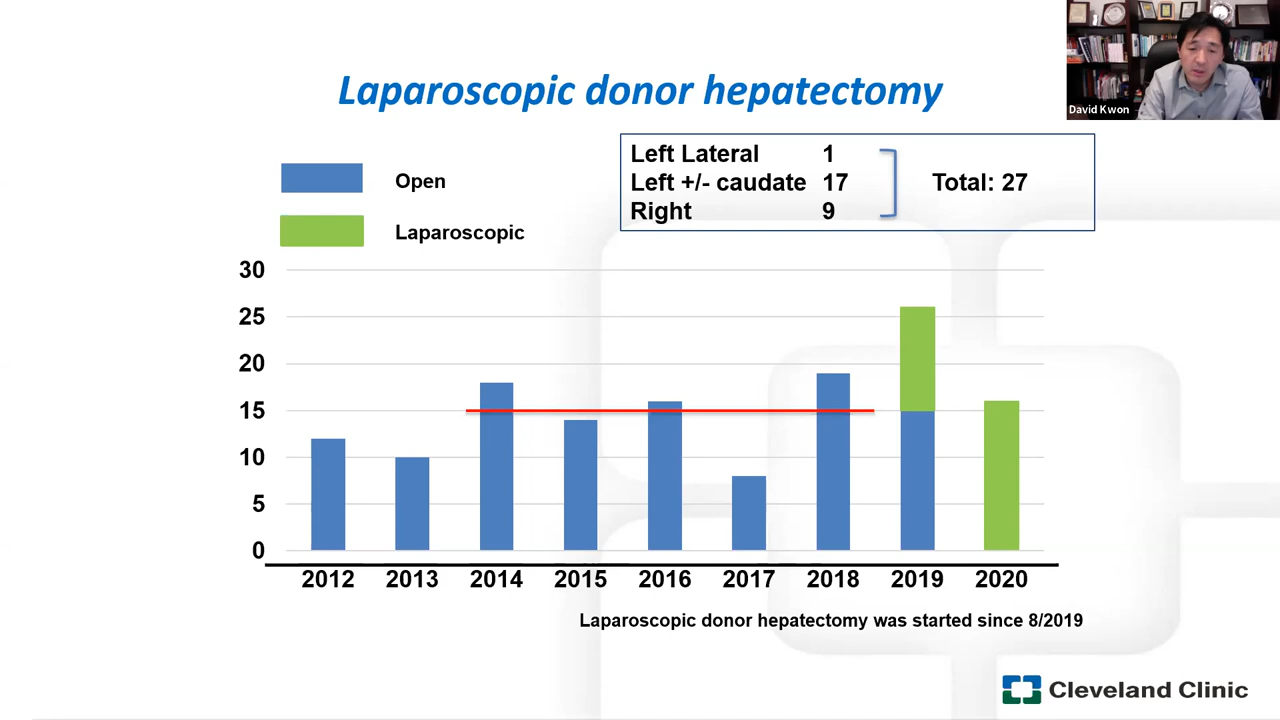 David Kwon
Laparoscopic donor hepatectomy
Left Lateral 1
Left +/- caudate 17
Right 9
Total: 27
Open
Laparoscopic
30
25
20
15
10
5
0
2012 2013 2014 2015 2016 2017 2018 2019 2020
Laparoscopic donor hepatectomy was started since 8/2019
Cleveland Clinic